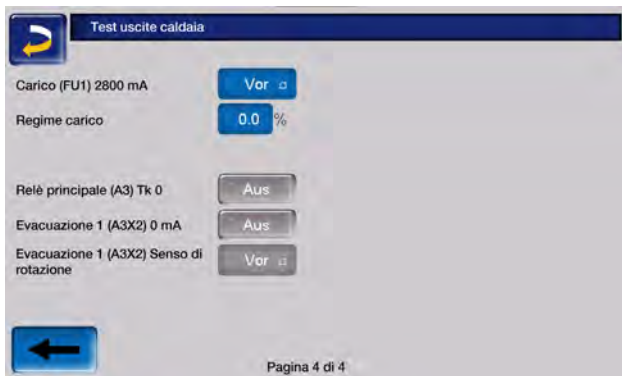 Test uscite caldaia
Carico (FU1) 2800 mA Vor
Regime carico 0.0 %
Relè principale (A3) Tk 0 Aus
Evacuazione 1 (A3X2) 0 mA Aus
Evacuazione 1 (A3X2) Senso di
rotazione Vor
Pagina 4 di 4